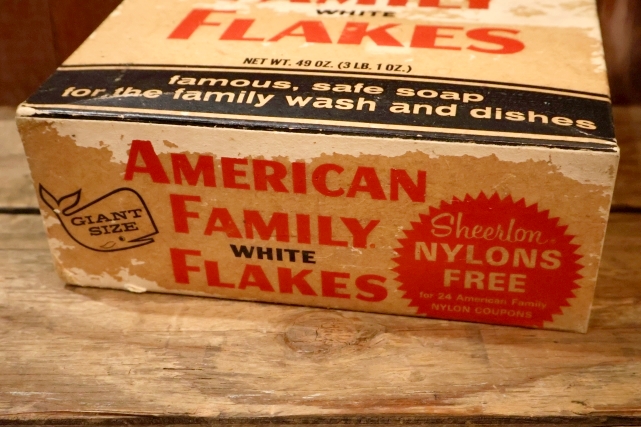 FAMILY
WHITE
FLAKES
NET WT. 49 OZ. (3 LB. 1 OZ.)
famous, safe soap
for the family wash and dishes
AMERICAN
FAMILY
WHITE
FLAKES
GIANT
SIZE
Sheerlon
NYLONS
FREE
for 24 American Family
NYLON COUPONS